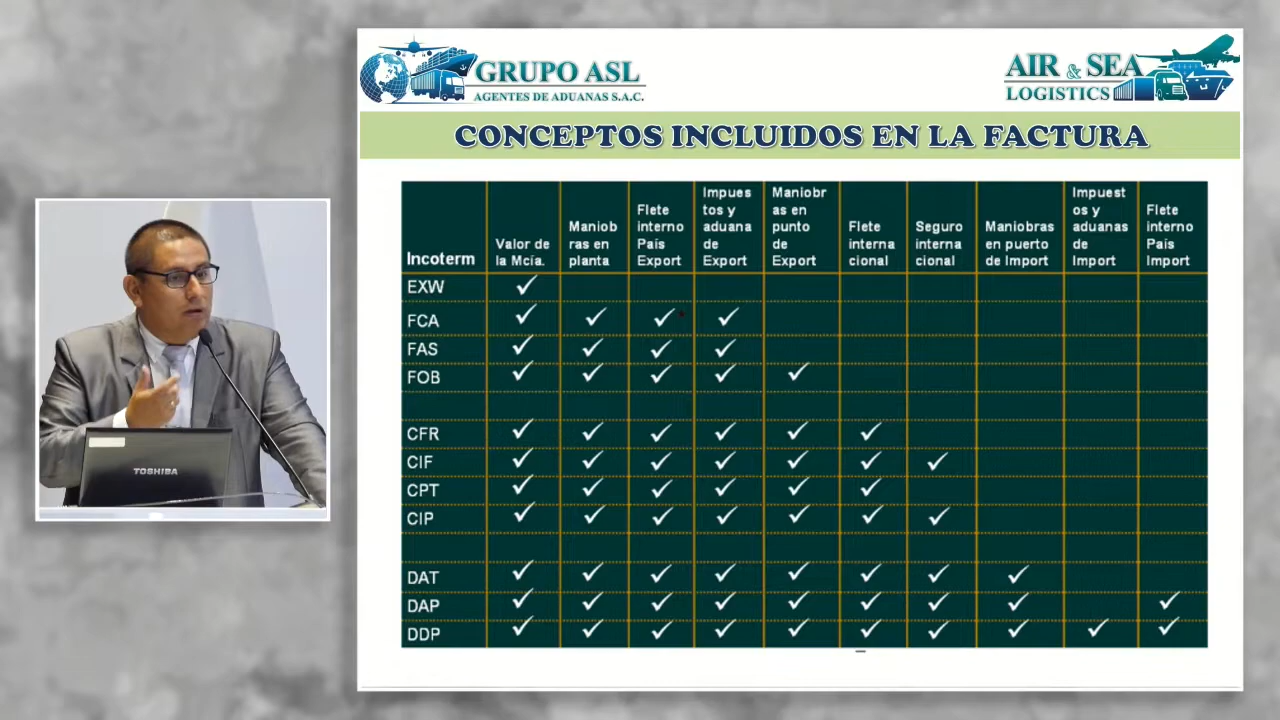 GRUPO ASL
AGENTES DE ADUANAS S.A.C.
AIR & SEA
LOGISTICS
CONCEPTOS INCLUIDOS EN LA FACTURA
Incoterm
Valor de
la Mcía.
Maniob
ras en
planta
Flete
interno
País
Export
Impues
tos y
aduana
de
Export
Maniobr
as en
punto
de
Export
Flete
interna
cional
Seguro
interna
cional
Maniobras
en puerto
de Import
Impuest
os y
aduanas
de
Import
Flete
interno
País
Import
EXW ✓
FCA ✓ ✓ ✓ ✓
FAS ✓ ✓ ✓ ✓
FOB ✓ ✓ ✓ ✓ ✓
CFR ✓ ✓ ✓ ✓ ✓ ✓
CIF ✓ ✓ ✓ ✓ ✓ ✓ ✓
CPT ✓ ✓ ✓ ✓ ✓ ✓
CIP ✓ ✓ ✓ ✓ ✓ ✓ ✓
DAT ✓ ✓ ✓ ✓ ✓ ✓ ✓ ✓
DAP ✓ ✓ ✓ ✓ ✓ ✓ ✓ ✓ ✓
DDP ✓ ✓ ✓ ✓ ✓ ✓ ✓ ✓ ✓ ✓
TOSHIBA